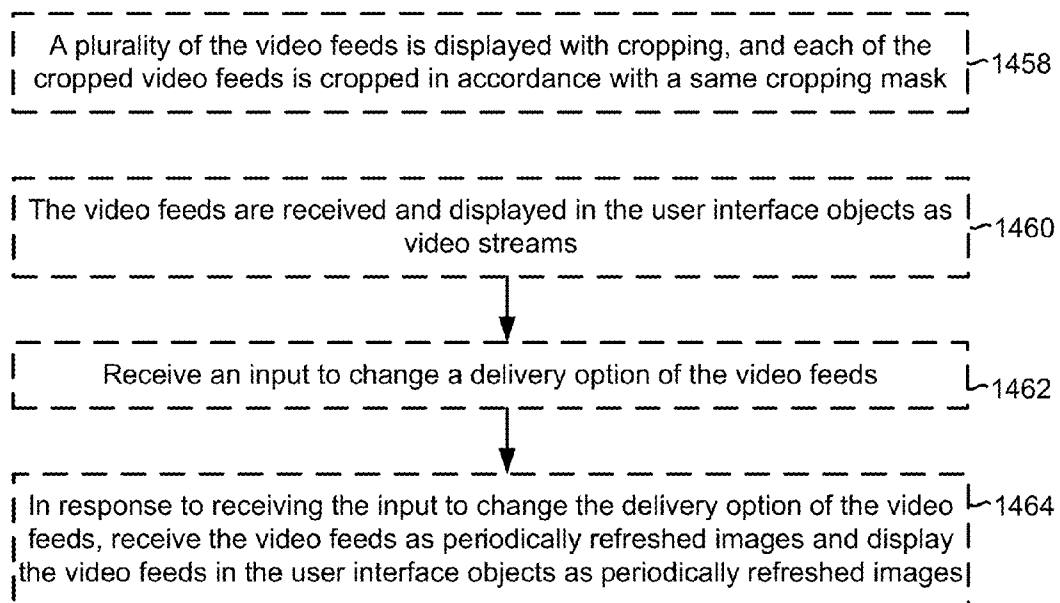 A plurality of the video feeds is displayed with cropping, and each of the
cropped video feeds is cropped in accordance with a same cropping mask
1458
The video feeds are received and displayed in the user interface objects as
video streams
1460
Receive an input to change a delivery option of the video feeds
1462
In response to receiving the input to change the delivery option of the video
feeds, receive the video feeds as periodically refreshed images and display
the video feeds in the user interface objects as periodically refreshed images
1464